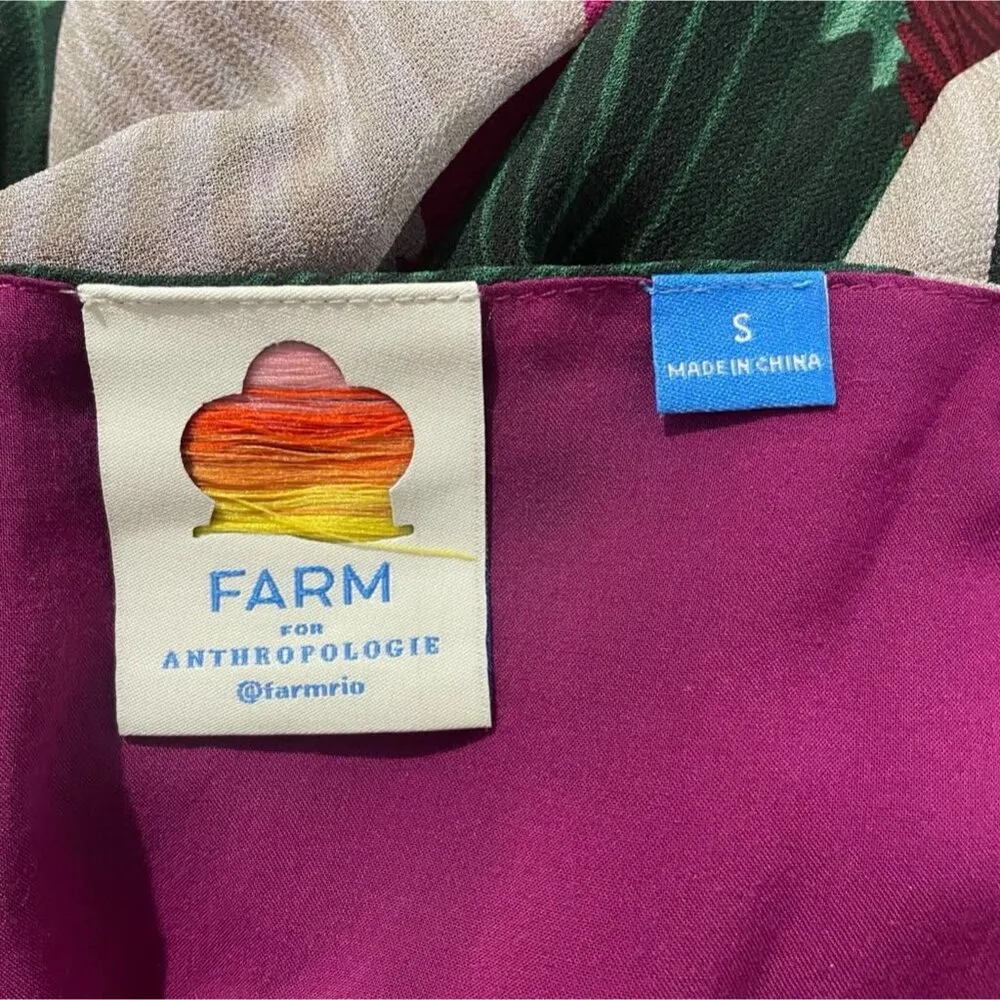 FARM
FOR
ANTHROPOLOGIE
@farmrio
S
MADE IN CHINA